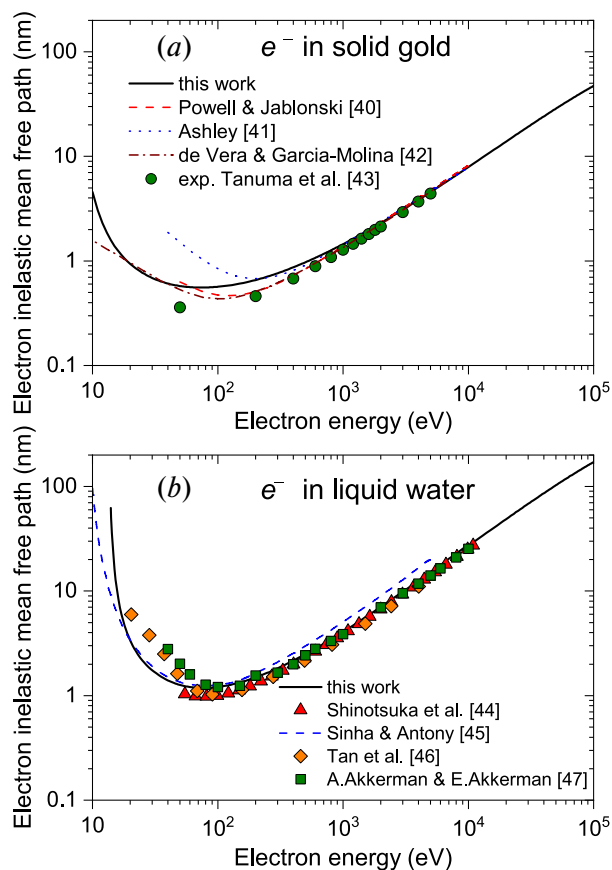 (a) e⁻ in solid gold
this work
Powell & Jablonski [40]
Ashley [41]
de Vera & Garcia-Molina [42]
exp. Tanuma et al. [43]
Electron inelastic mean free path (nm)
100
10
1
0.1
10 10² 10³ 10⁴ 10⁵
Electron energy (eV)
(b) e⁻ in liquid water
Electron inelastic mean free path (nm)
100
10
1
0.1
this work
Shinotsuka et al. [44]
Sinha & Antony [45]
Tan et al. [46]
A.Akkerman & E.Akkerman [47]
10 10² 10³ 10⁴ 10⁵
Electron energy (eV)